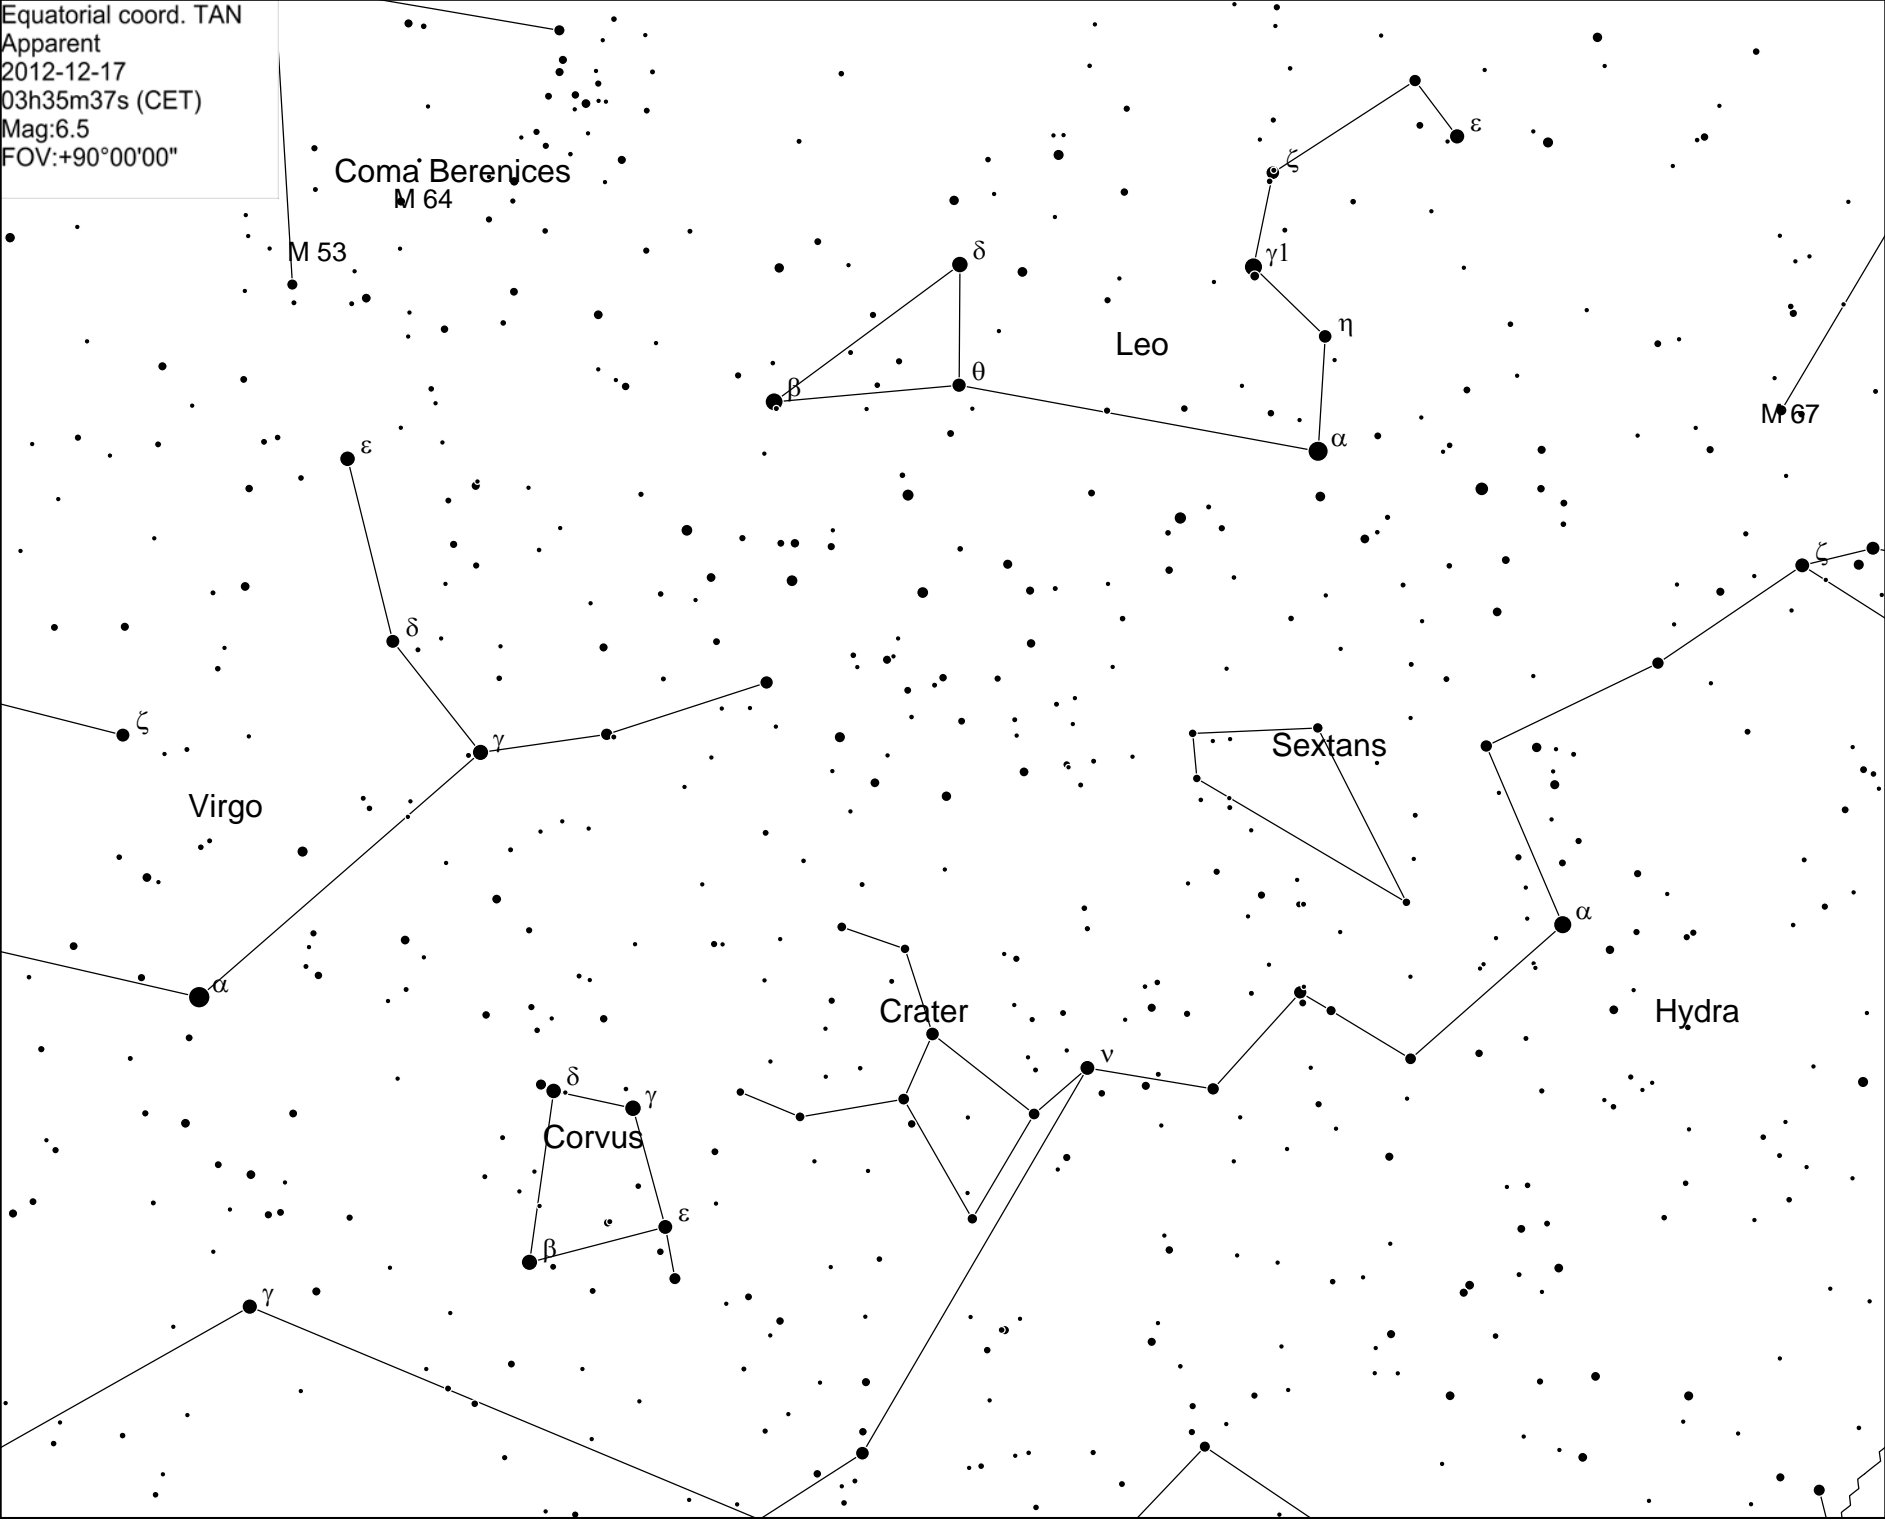 Equatorial coord. TAN
Apparent
2012-12-17
03h35m37s (CET)
Mag:6.5
FOV:+90°00'00"
ε
Coma Berenices
ζ
M 64
M 53
δ
γ1
η
Leo
θ
β
M 67
α
ε
ζ
δ
ζ
γ
Sextans
Virgo
α
α
Crater
Hydra
ν
δ
γ
Corvus
ε
β
γ